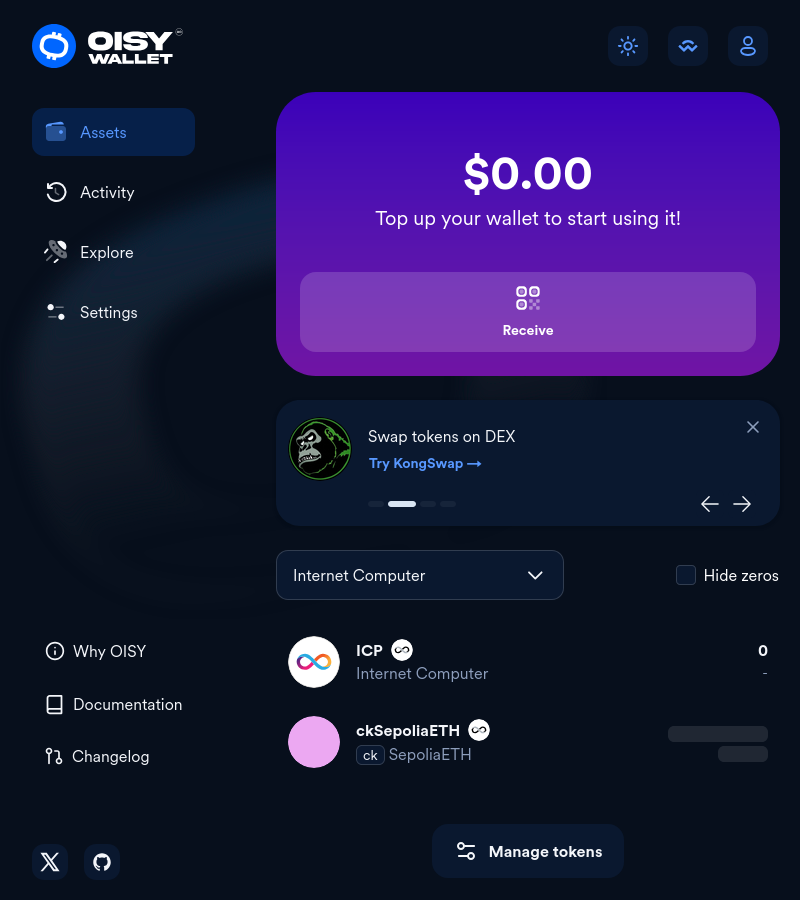 OISY
WALLET
Assets
Activity
Explore
Settings
$0.00
Top up your wallet to start using it!
Receive
Swap tokens on DEX
Try KongSwap →
Internet Computer
Hide zeros
ICP
0
Internet Computer
-
ckSepoliaETH
ck SepoliaETH
Why OISY
Documentation
Changelog
Manage tokens